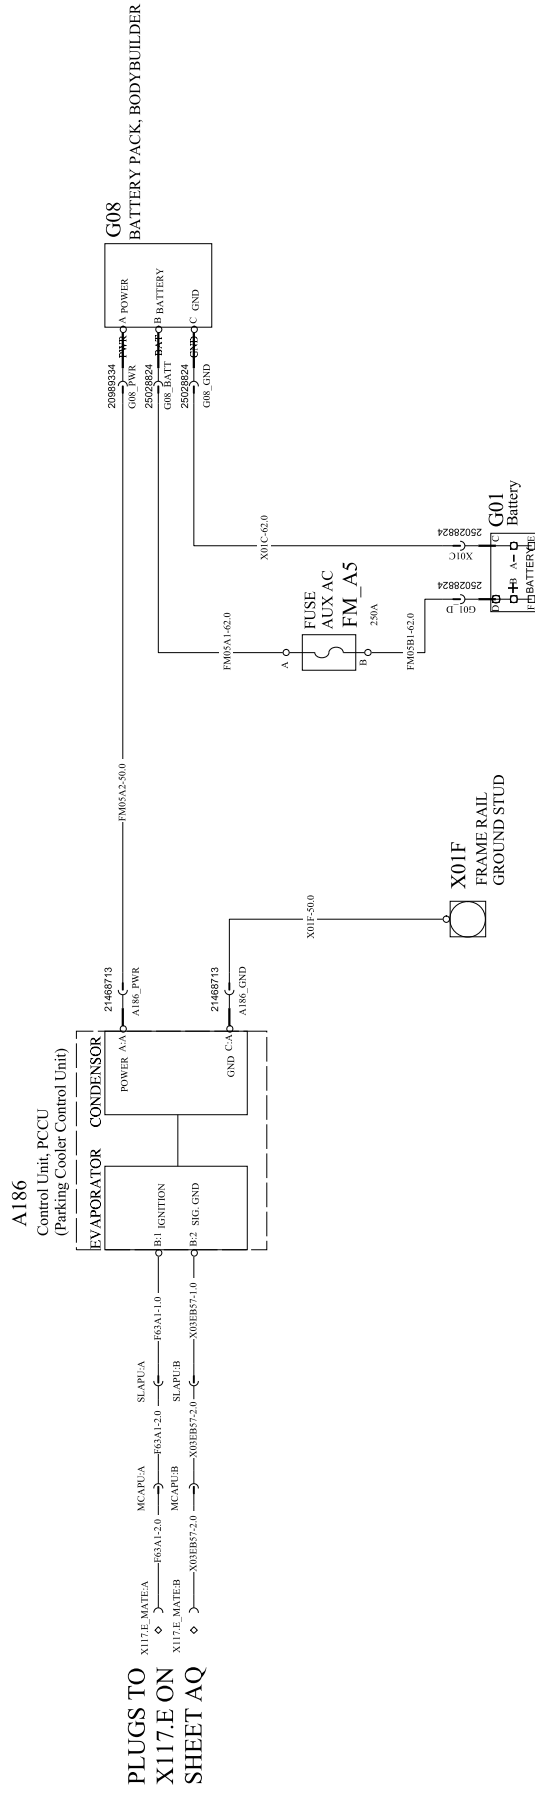 PLUGS TO
X117.E ON
SHEET AQ
X117.E_MATE:A
X117.E_MATE:B
F63A1-2.0
X03EB57-2.0
MCAPU:A
MCAPU:B
F63A1-2.0
X03EB57-2.0
SLAPU:A
SLAPU:B
F63A1-1.0
X03EB57-1.0
A186
Control Unit, PCCU
(Parking Cooler Control Unit)
EVAPORATOR
B:1 IGNITION
B:2 SIG. GND
CONDENSOR
POWER A:A
GND C:A
21468713
A186_PWR
21468713
A186_GND
X01F-50.0
X01F
FRAME RAIL
GROUND STUD
FM05A2-50.0
FM05A1-62.0
A
FUSE
AUX AC
FM_A5
250A
B
FM05B1-62.0
X01C-62.0
G01_D
25028824
X01C
25028824
G01
Battery
D
C
B
A
F
BATTERY
E
20989334
G08_PWR
25028824
G08_BATT
25028824
G08_GND
PWR
BAT
GND
A POWER
B BATTERY
C GND
G08
BATTERY PACK, BODYBUILDER